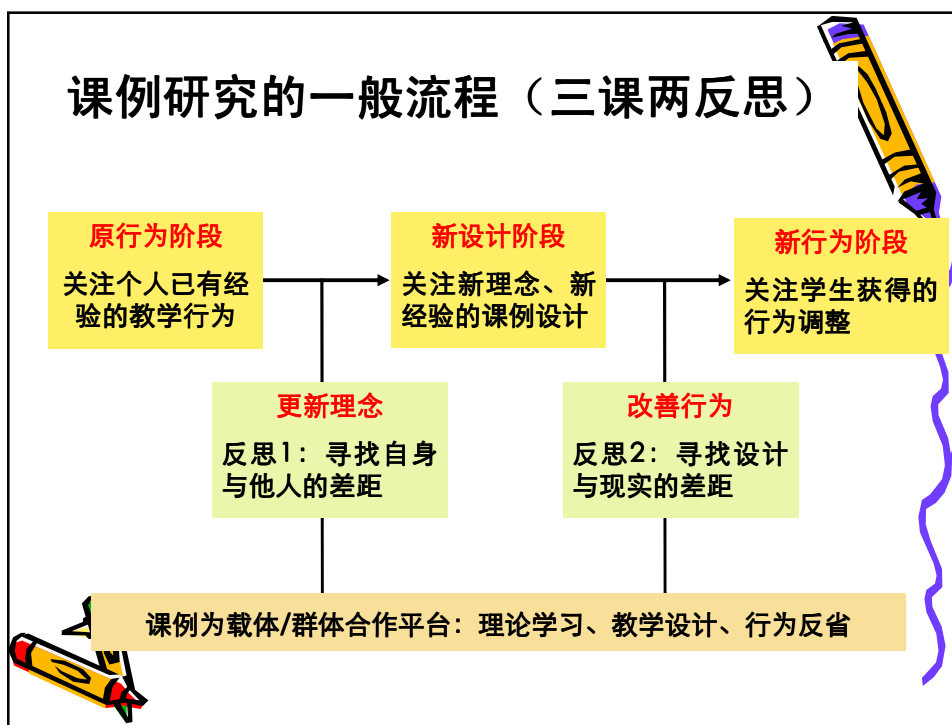 课例研究的一般流程（三课两反思）
原行为阶段
关注个人已有经
验的教学行为
新设计阶段
关注新理念、新
经验的课例设计
新行为阶段
关注学生获得的
行为调整
更新理念
反思1：寻找自身
与他人的差距
改善行为
反思2：寻找设计
与现实的差距
课例为载体/群体合作平台：理论学习、教学设计、行为反省